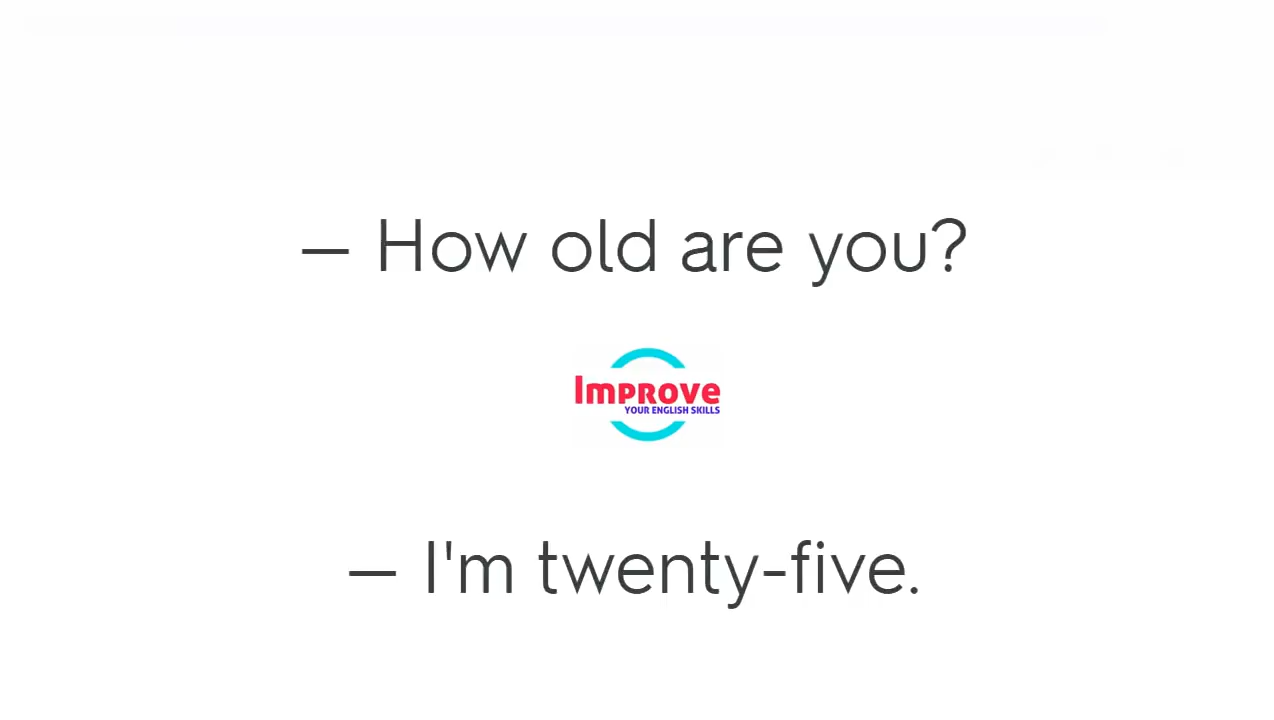 — How old are you?
Improve
YOUR ENGLISH SKILLS
— I'm twenty-five.